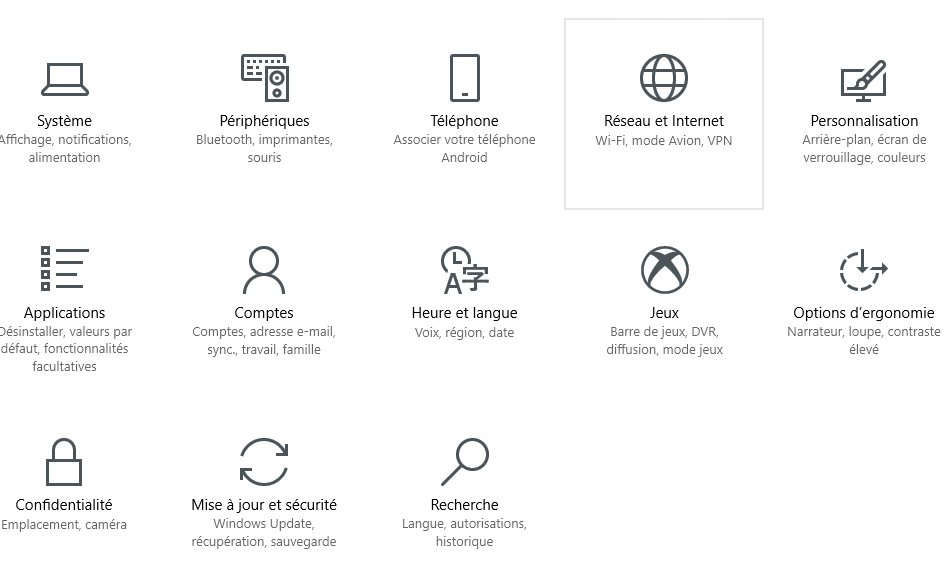 Système
Affichage, notifications,
alimentation
Périphériques
Bluetooth, imprimantes,
souris
Téléphone
Associer votre téléphone
Android
Réseau et Internet
Wi-Fi, mode Avion, VPN
Personnalisation
Arrière-plan, écran de
verrouillage, couleurs
Applications
Désinstaller, valeurs par
défaut, fonctionnalités
facultatives
Comptes
Comptes, adresse e-mail,
sync., travail, famille
A字
Heure et langue
Voix, région, date
Jeux
Barre de jeux, DVR,
diffusion, mode jeux
Options d’ergonomie
Narrateur, loupe, contraste
élevé
Confidentialité
Emplacement, caméra
Mise à jour et sécurité
Windows Update,
récupération, sauvegarde
Recherche
Langue, autorisations,
historique